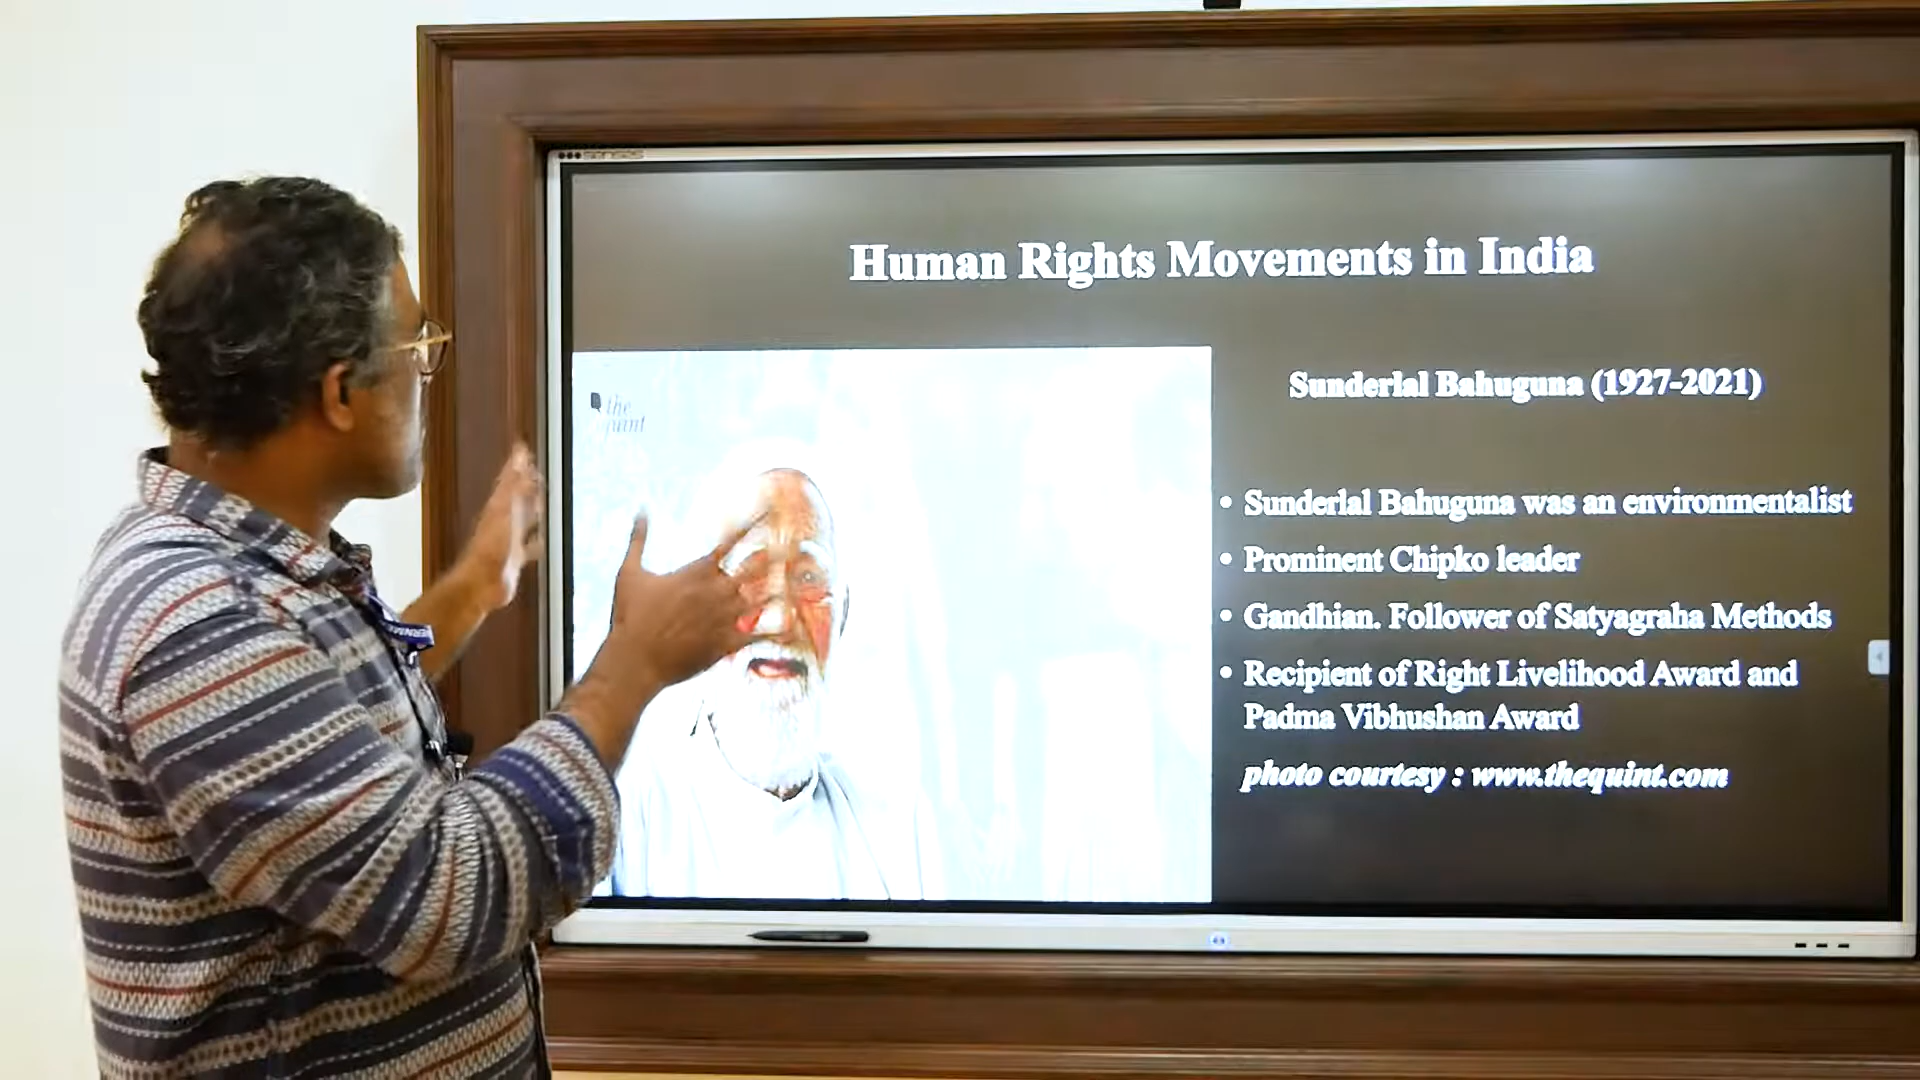 Human Rights Movements in India
the
quint
Sunderlal Bahuguna (1927-2021)
• Sunderlal Bahuguna was an environmentalist
• Prominent Chipko leader
• Gandhian. Follower of Satyagraha Methods
• Recipient of Right Livelihood Award and
Padma Vibhushan Award
photo courtesy : www.thequint.com